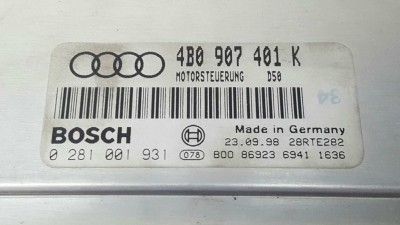 4B0 907 401 K
MOTORSTEUERUNG D50
34
BOSCH
Made in Germany
23.09.98 28RTE282
0 281 001 931 078 800 86923 6941 1636